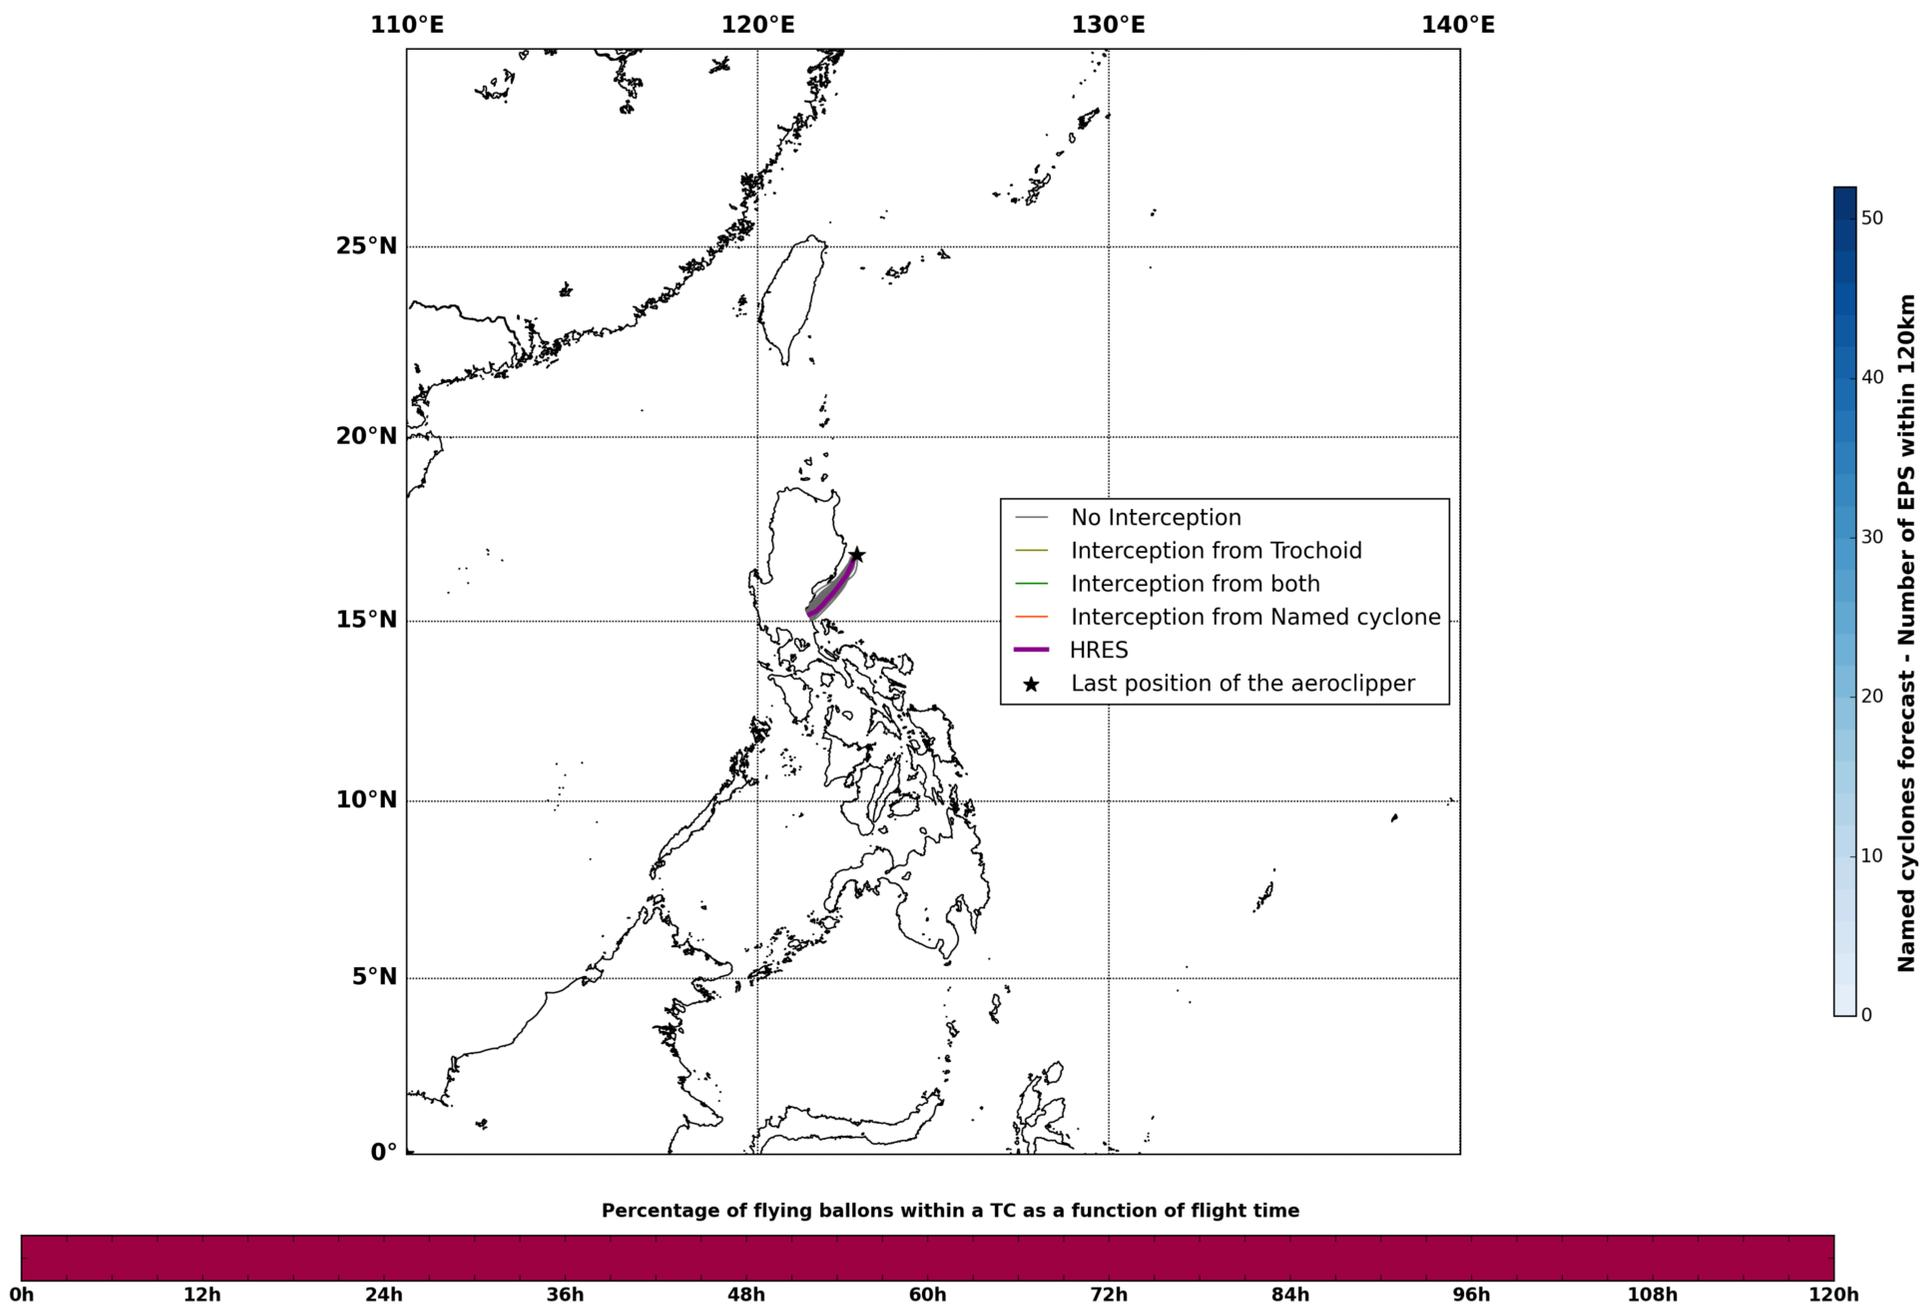 110°E 120°E 130°E 140°E
25°N
20°N
15°N
10°N
5°N
0°
No Interception
Interception from Trochoid
Interception from both
Interception from Named cyclone
HRES
Last position of the aeroclipper
50
40
30
20
10
0
Named cyclones forecast - Number of EPS within 120km
Percentage of flying ballons within a TC as a function of flight time
0h 12h 24h 36h 48h 60h 72h 84h 96h 108h 120h